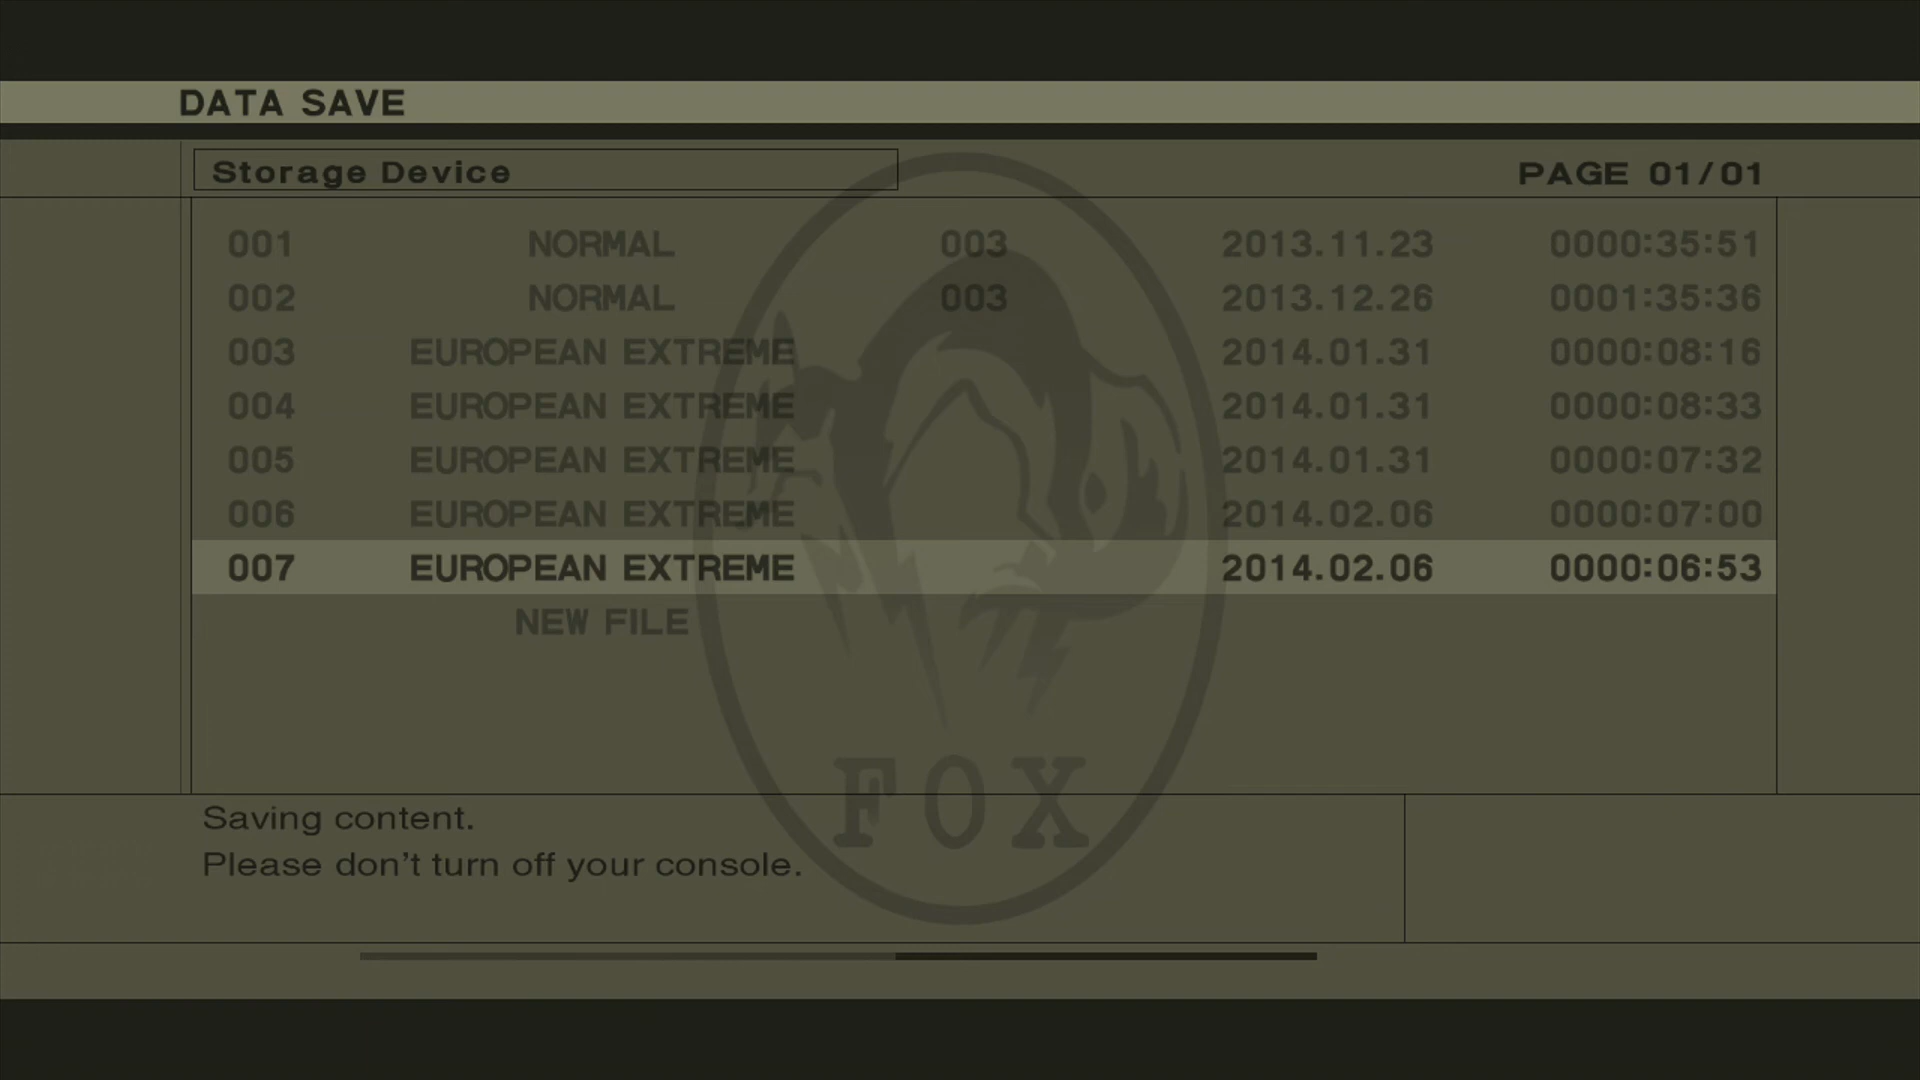 DATA SAVE
Storage Device PAGE 01/01
001 NORMAL 003 2013.11.23 0000:35:51
002 NORMAL 003 2013.12.26 0001:35:36
003 EUROPEAN EXTREME 2014.01.31 0000:08:16
004 EUROPEAN EXTREME 2014.01.31 0000:08:33
005 EUROPEAN EXTREME 2014.01.31 0000:07:32
006 EUROPEAN EXTREME 2014.02.06 0000:07:00
007 EUROPEAN EXTREME 2014.02.06 0000:06:53
NEW FILE
FOX
Saving content.
Please don't turn off your console.